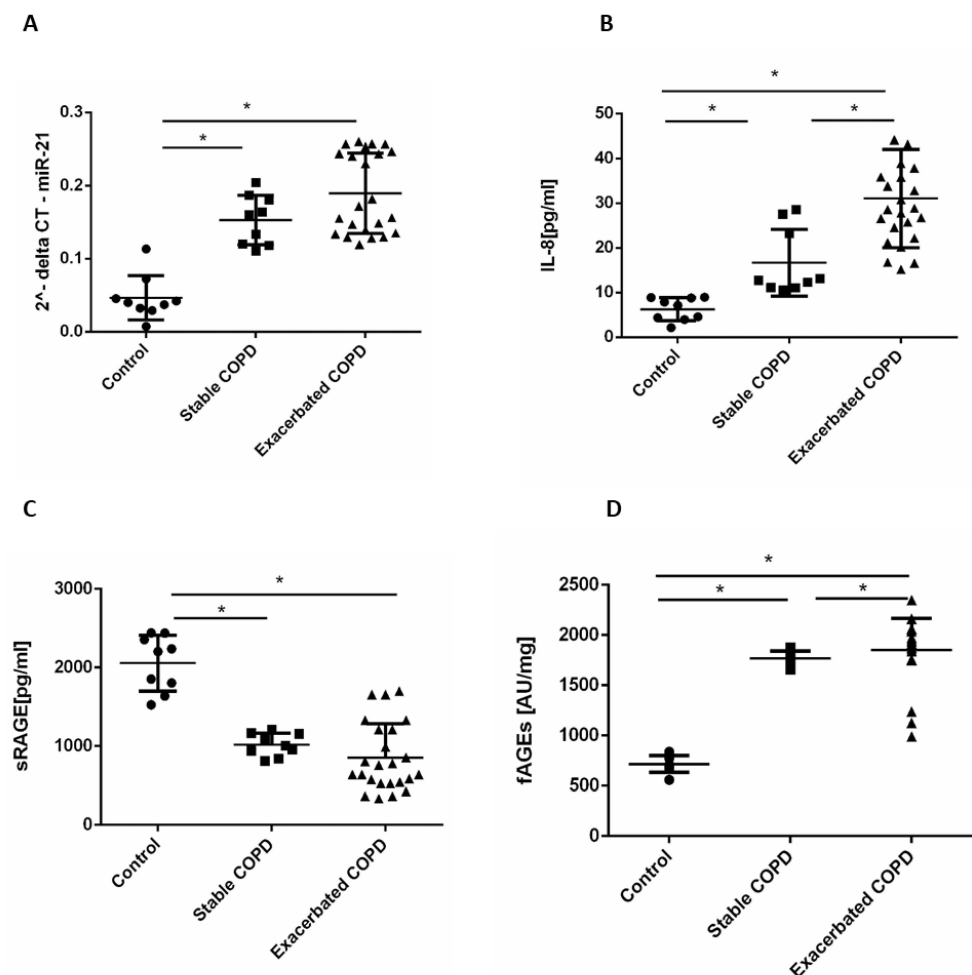 A
2^- delta CT - miR-21
0.3
0.2
0.1
0.0
*
*
Control
Stable COPD
Exacerbated COPD
B
IL-8[pg/ml]
50
40
30
20
10
0
*
*
*
Control
Stable COPD
Exacerbated COPD
C
sRAGE[pg/ml]
3000
2000
1000
0
*
*
Control
Stable COPD
Exacerbated COPD
D
fAGEs [AU/mg]
2500
2000
1500
1000
500
0
*
*
*
Control
Stable COPD
Exacerbated COPD